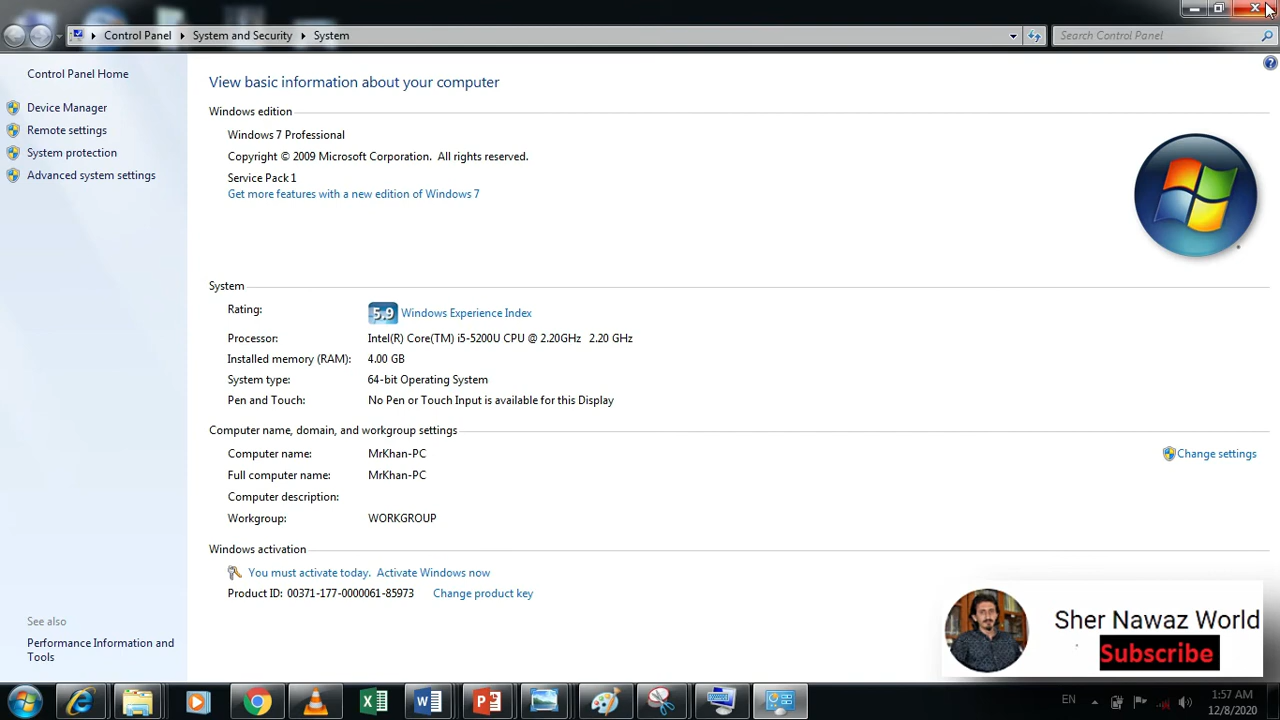 Control Panel System and Security System
Search Control Panel
Control Panel Home
Device Manager
Remote settings
System protection
Advanced system settings
View basic information about your computer
Windows edition
Windows 7 Professional
Copyright © 2009 Microsoft Corporation. All rights reserved.
Service Pack 1
Get more features with a new edition of Windows 7
System
Rating: 5.9 Windows Experience Index
Processor: Intel(R) Core(TM) i5-5200U CPU @ 2.20GHz 2.20 GHz
Installed memory (RAM): 4.00 GB
System type: 64-bit Operating System
Pen and Touch: No Pen or Touch Input is available for this Display
Computer name, domain, and workgroup settings
Computer name: MrKhan-PC
Change settings
Full computer name: MrKhan-PC
Computer description:
Workgroup: WORKGROUP
Windows activation
You must activate today. Activate Windows now
Product ID: 00371-177-0000061-85973 Change product key
See also
Performance Information and
Tools
Sher Nawaz World
Subscribe
EN
1:57 AM
12/8/2020